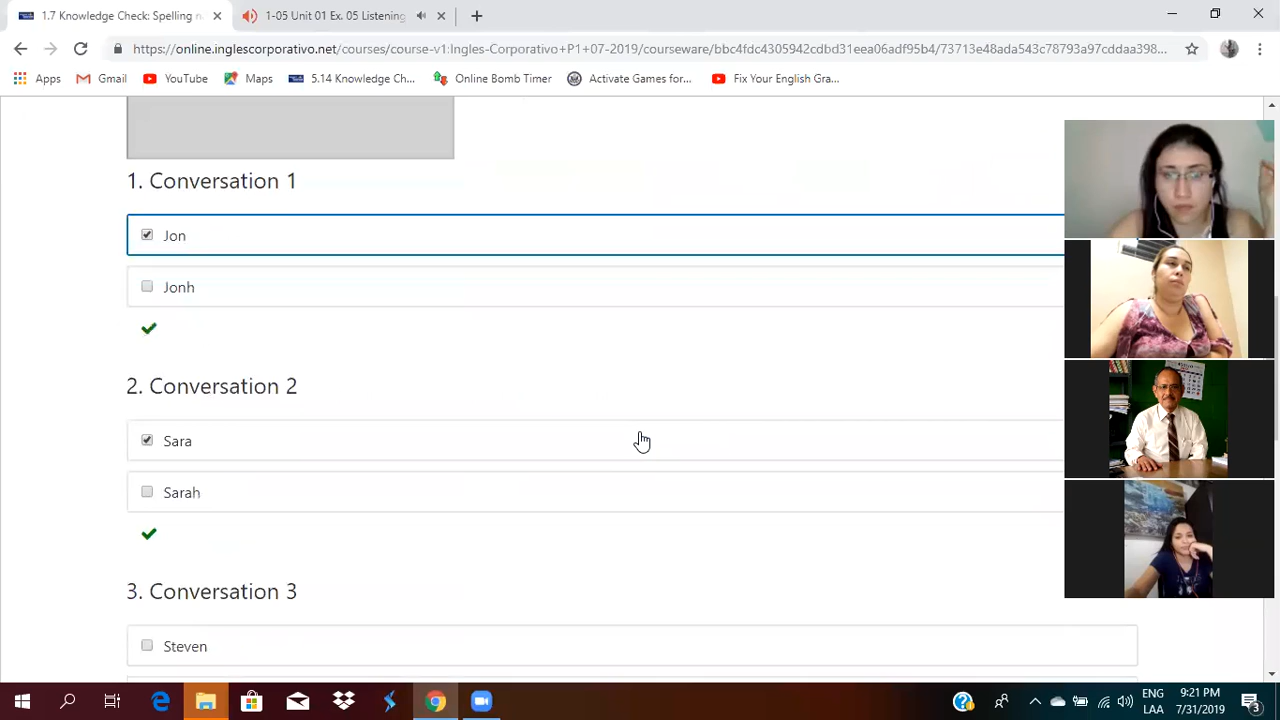 1.7 Knowledge Check: Spelling n
1-05 Unit 01 Ex. 05 Listening
https://online.inglescorporativo.net/courses/course-v1:Ingles-Corporativo+P1+07-2019/courseware/bbc4fdc4305942cdbd31eea06adf95b4/73713e48ada543c78793a97cddaa398...
Apps Gmail YouTube Maps 5.14 Knowledge Ch... Online Bomb Timer Activate Games for... Fix Your English Gra...
1. Conversation 1
Jon
Jonh
2. Conversation 2
Sara
Sarah
3. Conversation 3
Steven
ENG 9:21 PM
LAA 7/31/2019 3